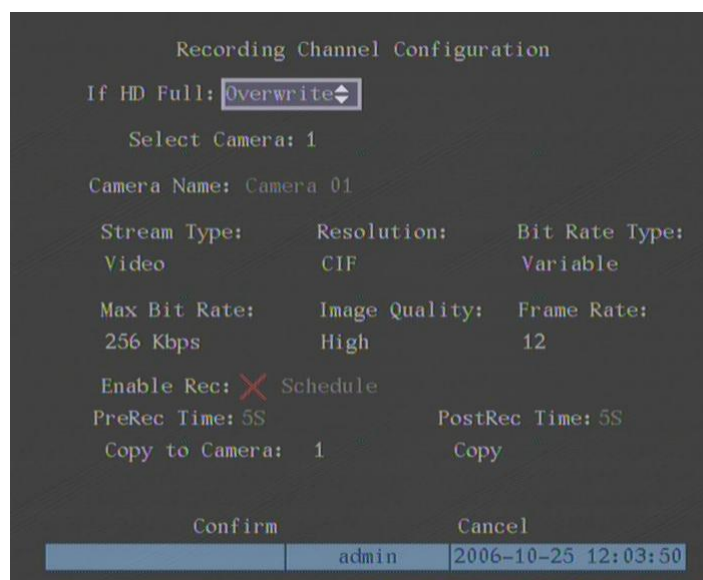 Recording Channel Configuration
If HD Full: Overwrite
Select Camera: 1
Camera Name: Camera 01
Stream Type: Resolution: Bit Rate Type:
Video CIF Variable
Max Bit Rate: Image Quality: Frame Rate:
256 Kbps High 12
Enable Rec: Schedule
PreRec Time: 5S PostRec Time: 5S
Copy to Camera: 1 Copy
Confirm Cancel
admin 2006-10-25 12:03:50